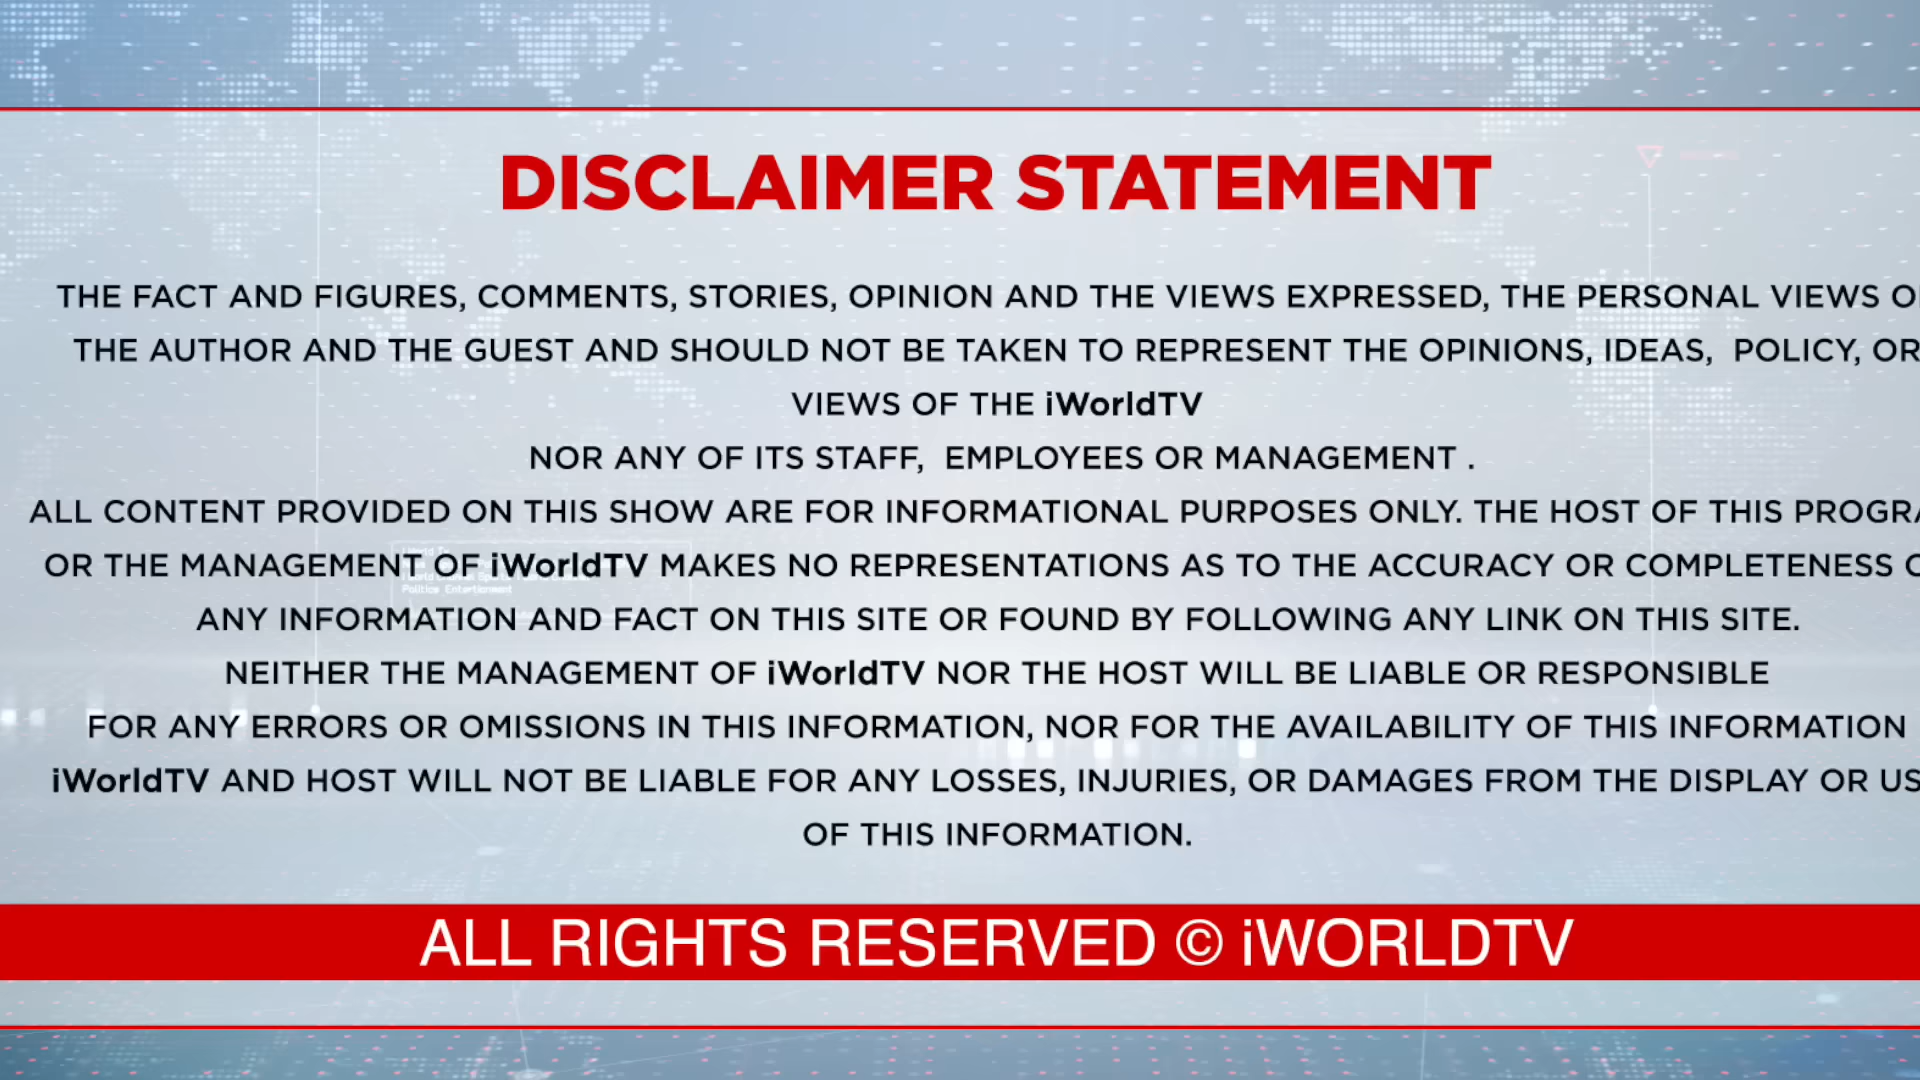 DISCLAIMER STATEMENT
THE FACT AND FIGURES, COMMENTS, STORIES, OPINION AND THE VIEWS EXPRESSED, THE PERSONAL VIEWS
THE AUTHOR AND THE GUEST AND SHOULD NOT BE TAKEN TO REPRESENT THE OPINIONS, IDEAS, POLICY, OR
VIEWS OF THE iWorldTV
NOR ANY OF ITS STAFF, EMPLOYEES OR MANAGEMENT .
ALL CONTENT PROVIDED ON THIS SHOW ARE FOR INFORMATIONAL PURPOSES ONLY. THE HOST OF THIS PROGRA
OR THE MANAGEMENT OF iWorldTV MAKES NO REPRESENTATIONS AS TO THE ACCURACY OR COMPLETENESS
ANY INFORMATION AND FACT ON THIS SITE OR FOUND BY FOLLOWING ANY LINK ON THIS SITE.
NEITHER THE MANAGEMENT OF iWorldTV NOR THE HOST WILL BE LIABLE OR RESPONSIBLE
FOR ANY ERRORS OR OMISSIONS IN THIS INFORMATION, NOR FOR THE AVAILABILITY OF THIS INFORMATION
iWorldTV AND HOST WILL NOT BE LIABLE FOR ANY LOSSES, INJURIES, OR DAMAGES FROM THE DISPLAY OR US
OF THIS INFORMATION.
Politics Entertionment
ALL RIGHTS RESERVED © iWORLDTV